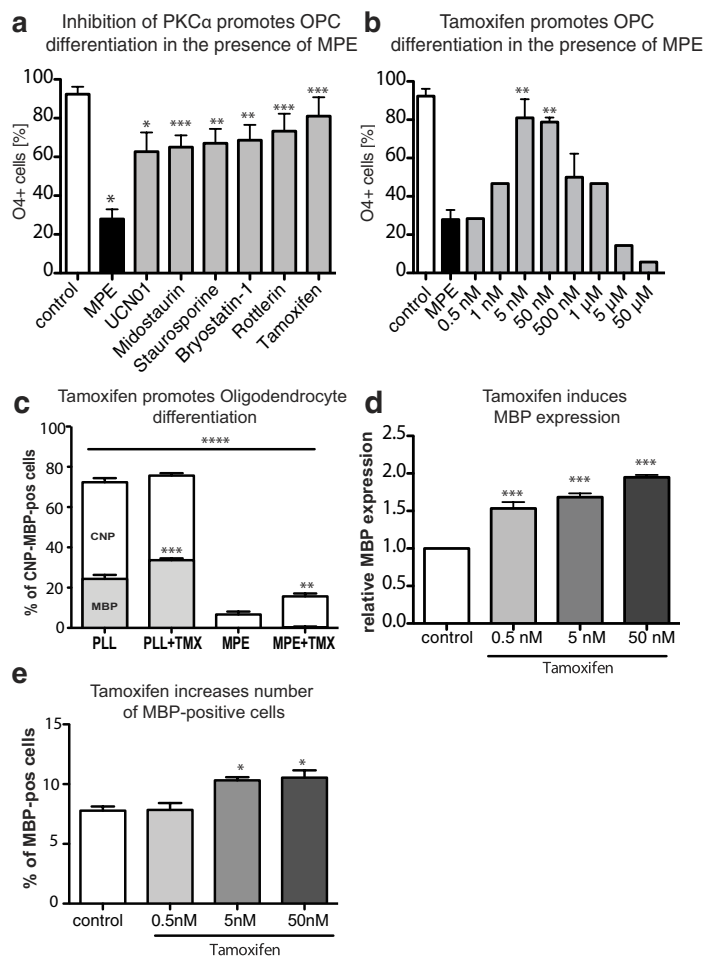 a
Inhibition of PKCα promotes OPC
differentiation in the presence of MPE
O4+ cells [%]
100
80
60
40
20
0
*
*
***
**
**
***
***
control
MPE
UCN01
Midostaurin
Staurosporine
Bryostatin-1
Rottlerin
Tamoxifen
b
Tamoxifen promotes OPC
differentiation in the presence of MPE
O4+ cells [%]
100
80
60
40
20
0
**
**
control
MPE
0.5 nM
1 nM
5 nM
50 nM
500 nM
1 µM
5 µM
50 µM
c
Tamoxifen promotes Oligodendrocyte
differentiation
% of CNP-MBP-pos cells
100
80
60
40
20
0
****
CNP
MBP
***
**
PLL
PLL+TMX
MPE
MPE+TMX
d
Tamoxifen induces
MBP expression
relative MBP expression
2.5
2.0
1.5
1.0
0.5
0.0
***
***
***
control
0.5 nM
5 nM
50 nM
Tamoxifen
e
Tamoxifen increases number
of MBP-positive cells
% of MBP-pos cells
15
10
5
0
*
*
control
0.5nM
5nM
50nM
Tamoxifen